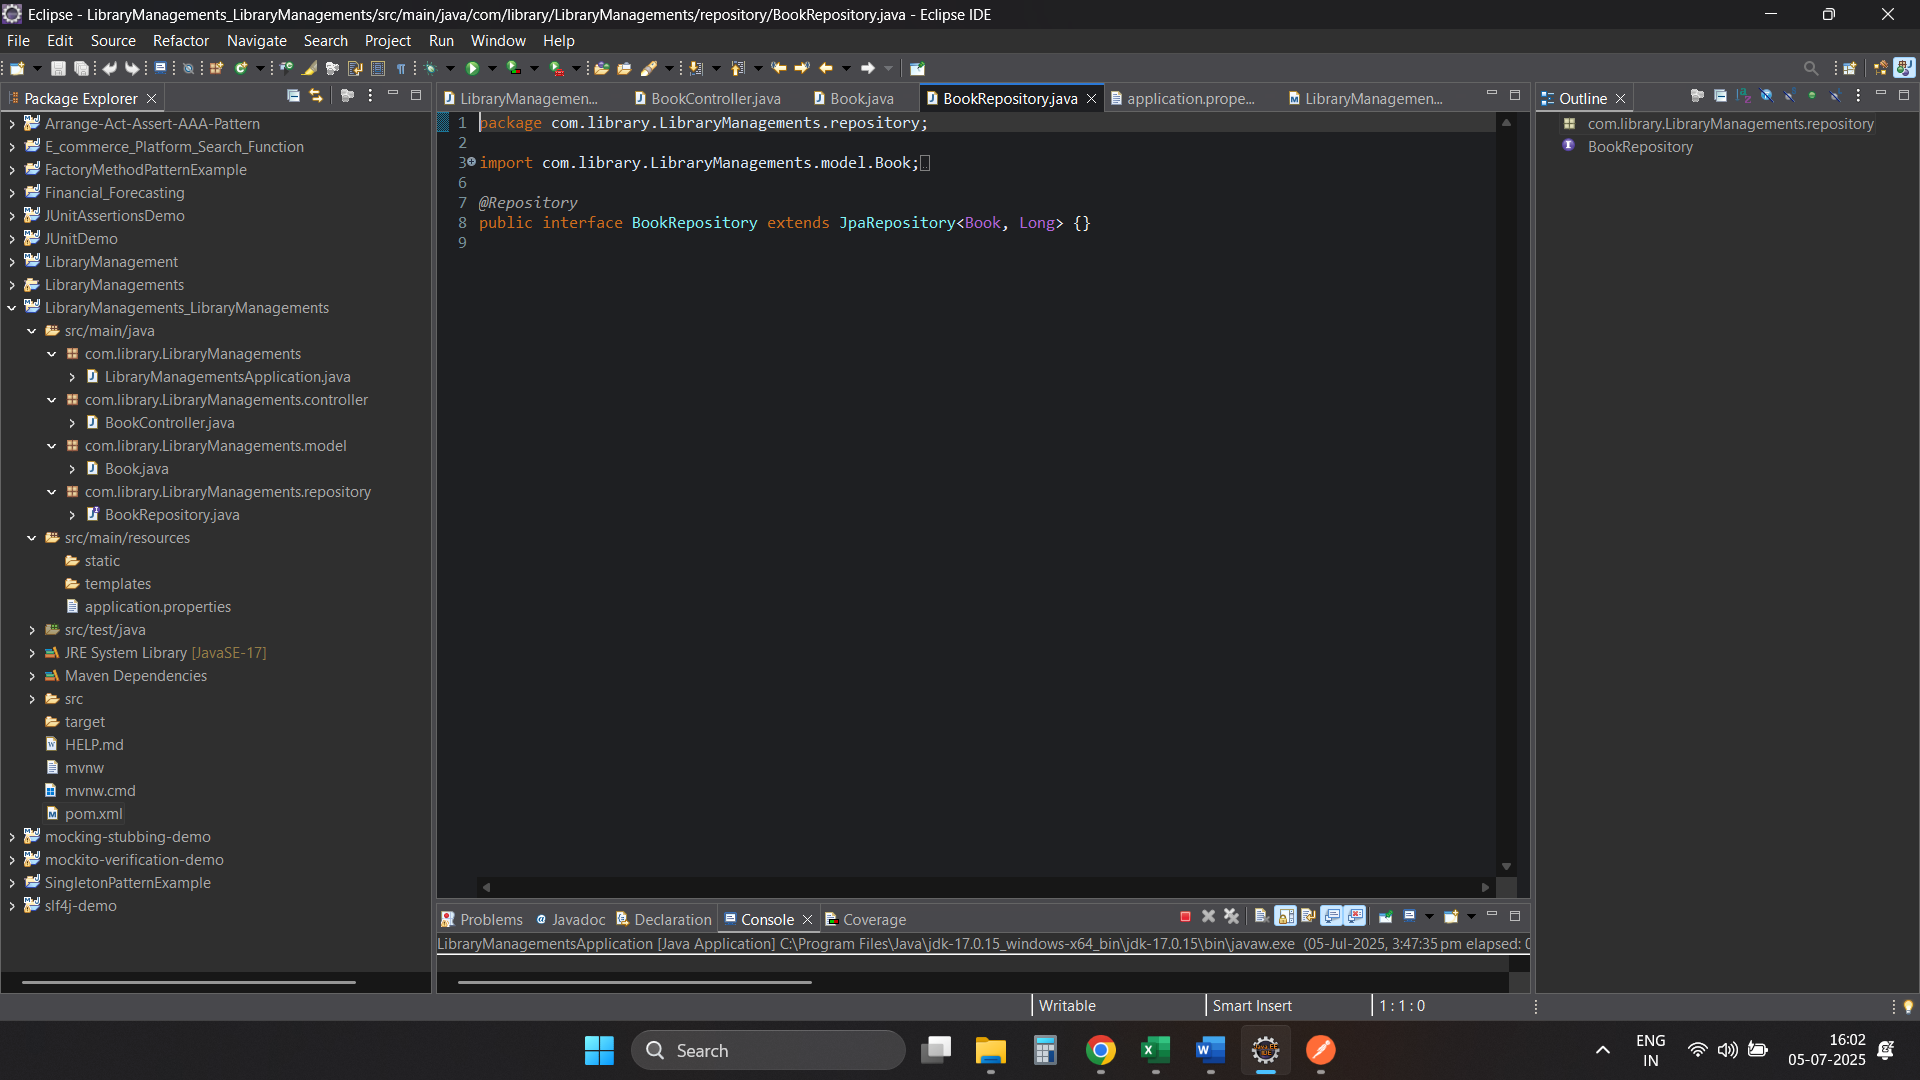 Eclipse - LibraryManagements_LibraryManagements/src/main/java/com/library/LibraryManagements/repository/BookRepository.java - Eclipse IDE
File Edit Source Refactor Navigate Search Project Run Window Help
Package Explorer
Arrange-Act-Assert-AAA-Pattern
E_commerce_Platform_Search_Function
FactoryMethodPatternExample
Financial_Forecasting
JUnitAssertionsDemo
JUnitDemo
LibraryManagement
LibraryManagements
LibraryManagements_LibraryManagements
src/main/java
com.library.LibraryManagements
LibraryManagementsApplication.java
com.library.LibraryManagements.controller
BookController.java
com.library.LibraryManagements.model
Book.java
com.library.LibraryManagements.repository
BookRepository.java
src/main/resources
static
templates
application.properties
src/test/java
JRE System Library [JavaSE-17]
Maven Dependencies
src
target
HELP.md
mvnw
mvnw.cmd
pom.xml
mocking-stubbing-demo
mockito-verification-demo
SingletonPatternExample
slf4j-demo
LibraryManagemen... BookController.java Book.java BookRepository.java application.prope... LibraryManagemen...
1 package com.library.LibraryManagements.repository;
2
3 import com.library.LibraryManagements.model.Book;
6
7 @Repository
8 public interface BookRepository extends JpaRepository<Book, Long> {}
9
Outline
com.library.LibraryManagements.repository
BookRepository
Problems Javadoc Declaration Console Coverage
LibraryManagementsApplication [Java Application] C:\Program Files\Java\jdk-17.0.15_windows-x64_bin\jdk-17.0.15\bin\javaw.exe (05-Jul-2025, 3:47:35 pm elapsed: 0
Writable Smart Insert 1 : 1 : 0
Search
ENG
IN
16:02
05-07-2025